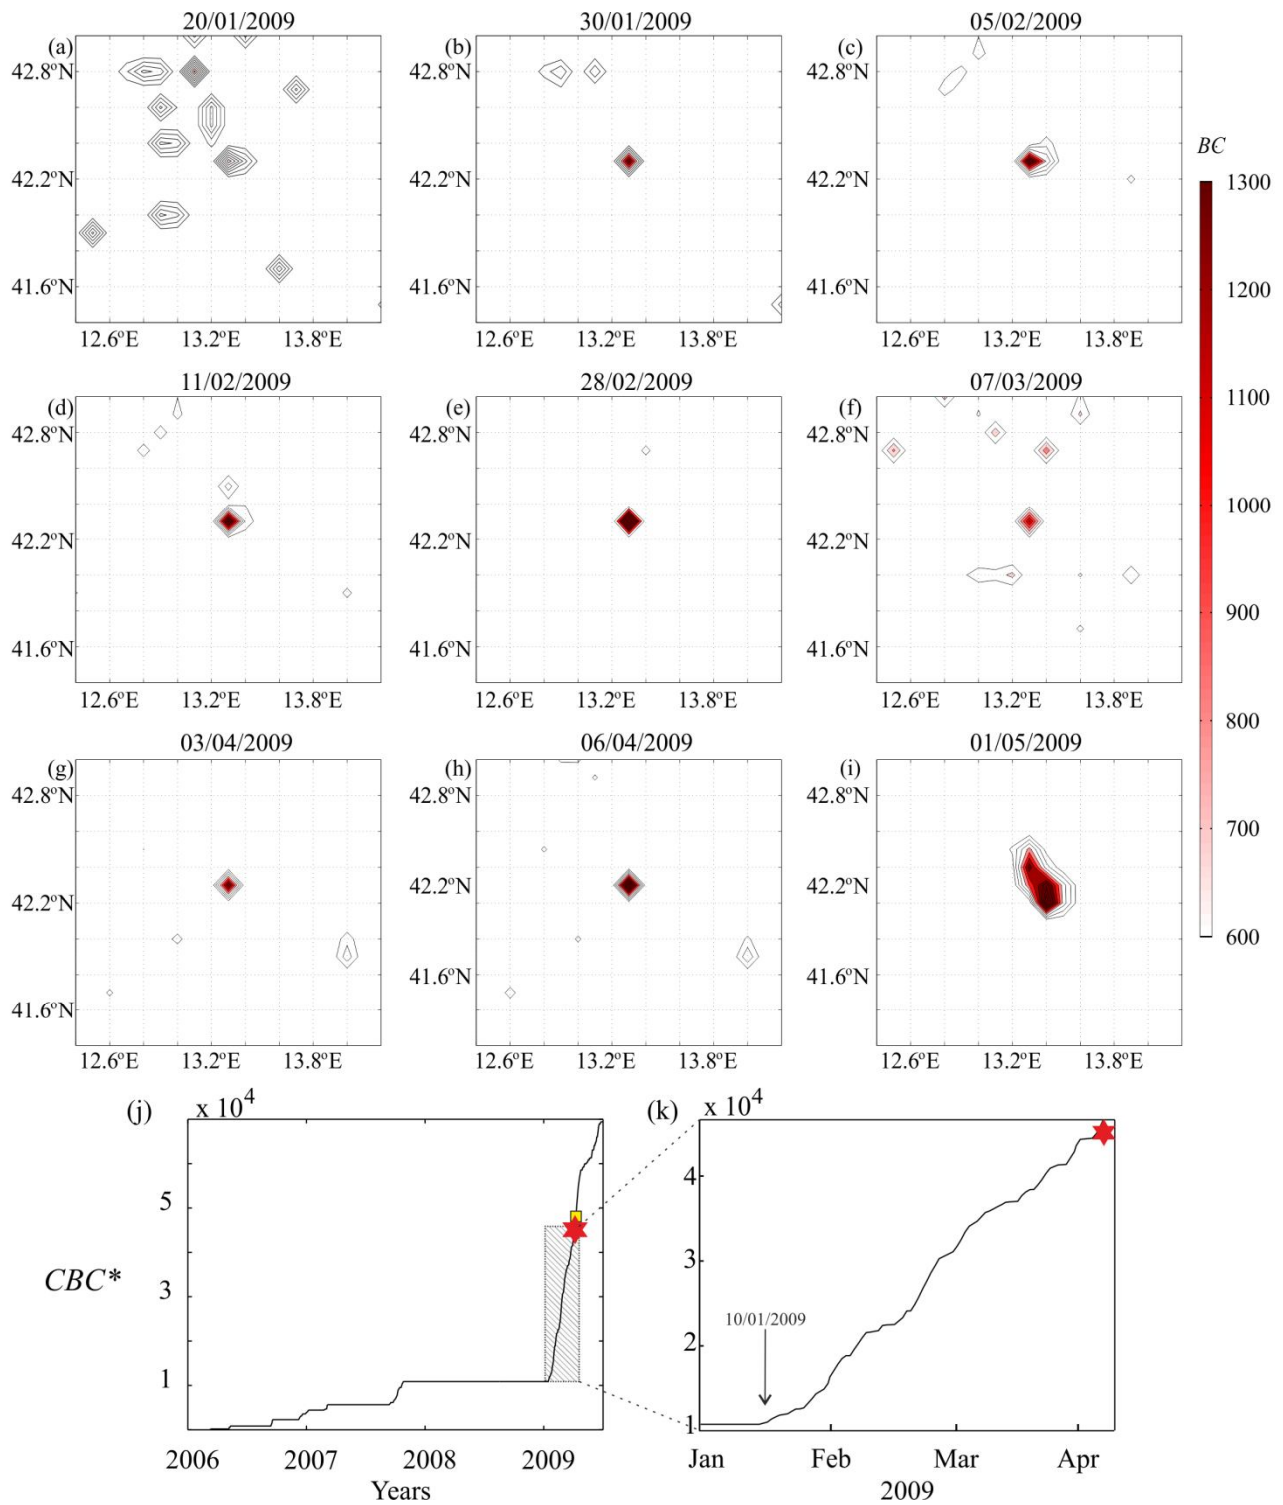 20/01/2009 30/01/2009 05/02/2009
(a) (b) (c)
42.8ºN 42.8ºN 42.8ºN
BC
42.2ºN 42.2ºN 42.2ºN
1300
41.6ºN 41.6ºN 41.6ºN
1200
12.6ºE 13.2ºE 13.8ºE 12.6ºE 13.2ºE 13.8ºE 12.6ºE 13.2ºE 13.8ºE
11/02/2009 28/02/2009 07/03/2009
1100
(d) (e) (f)
42.8ºN 42.8ºN 42.8ºN
1000
42.2ºN 42.2ºN 42.2ºN
900
41.6ºN 41.6ºN 41.6ºN
12.6ºE 13.2ºE 13.8ºE 12.6ºE 13.2ºE 13.8ºE 12.6ºE 13.2ºE 13.8ºE
800
03/04/2009 06/04/2009 01/05/2009
(g) (h) (i)
42.8ºN 42.8ºN 42.8ºN
700
42.2ºN 42.2ºN 42.2ºN
600
41.6ºN 41.6ºN 41.6ºN
12.6ºE 13.2ºE 13.8ºE 12.6ºE 13.2ºE 13.8ºE 12.6ºE 13.2ºE 13.8ºE
(j) x 10⁴ (k) x 10⁴
5
4
3
3
CBC*
10/01/2009
2
1
1
2006 2007 2008 2009
Jan Feb Mar Apr
Years 2009